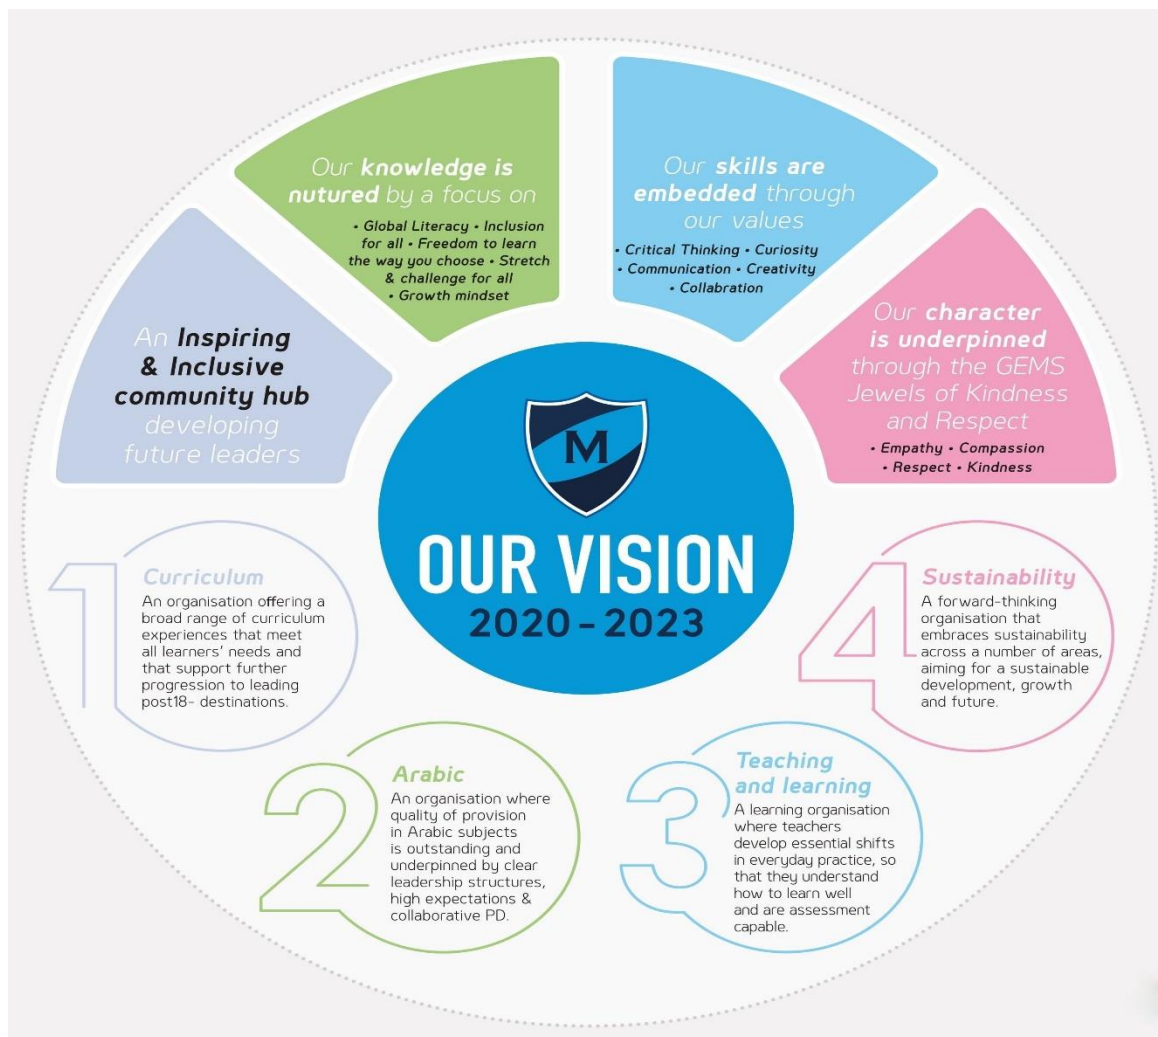 An Inspiring
& Inclusive
community hub
developing
future leaders
Our knowledge is
nutured by a focus on
• Global Literacy • Inclusion
for all • Freedom to learn
the way you choose • Stretch
& challenge for all
• Growth mindset
Our skills are
embedded through
our values
• Critical Thinking • Curiosity
• Communication • Creativity
• Collabration
Our character
is underpinned
through the GEMS
Jewels of Kindness
and Respect
• Empathy • Compassion
• Respect • Kindness
M
OUR VISION
2020 – 2023
1
Curriculum
An organisation offering a
broad range of curriculum
experiences that meet
all learners’ needs and
that support further
progression to leading
post18- destinations.
2
Arabic
An organisation where
quality of provision
in Arabic subjects
is outstanding and
underpinned by clear
leadership structures,
high expectations &
collaborative PD.
3
Teaching
and learning
A learning organisation
where teachers
develop essential shifts
in everyday practice, so
that they understand
how to learn well
and are assessment
capable.
4
Sustainability
A forward-thinking
organisation that
embraces sustainability
across a number of areas,
aiming for a sustainable
development, growth
and future.